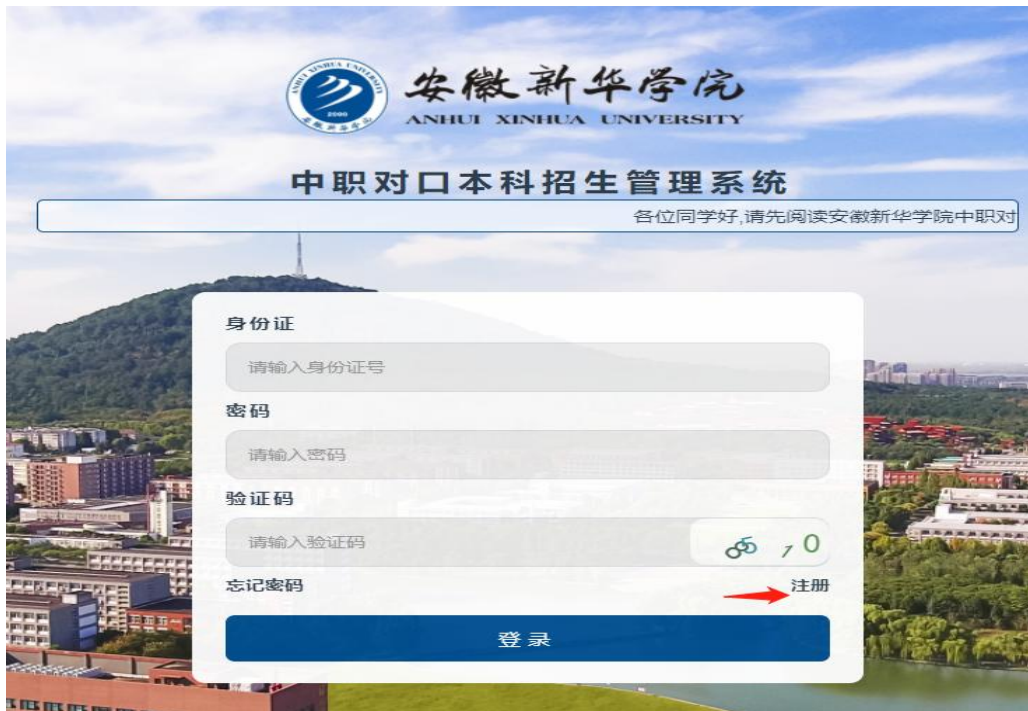 安徽新华学院
ANHUI XINHUA UNIVERSITY
中职对口本科招生管理系统
各位同学好,请先阅读安徽新华学院中职对
身份证
请输入身份证号
密码
请输入密码
验证码
请输入验证码
忘记密码
注册
登录